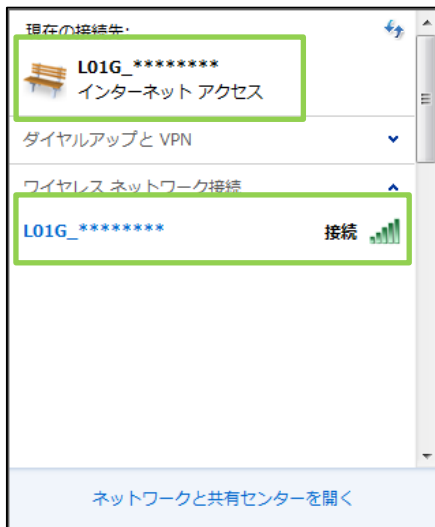 現在の接続先:
L01G_********
インターネット アクセス
ダイヤルアップと VPN
ワイヤレス ネットワーク接続
L01G_******** 接続
ネットワークと共有センターを開く